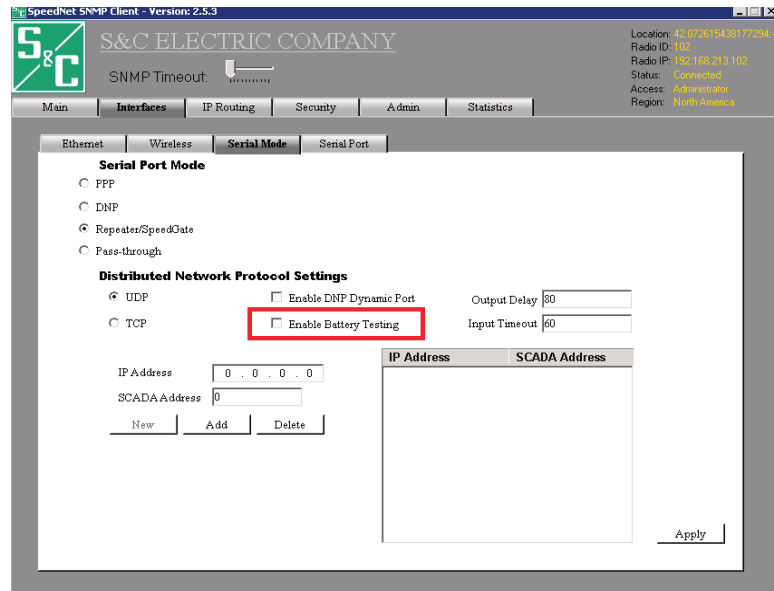 SpeedNet SNMP Client - Version: 2.5.3
S&C
S&C ELECTRIC COMPANY
SNMP Timeout:
Location: 42.072615438177294.-
Radio ID: 102
Radio IP: 192.168.213.102
Status: Connected
Access: Administrator
Region: North America
Main Interfaces IP Routing Security Admin Statistics
Ethernet Wireless Serial Mode Serial Port
Serial Port Mode
PPP
DNP
Repeater/SpeedGate
Pass-through
Distributed Network Protocol Settings
UDP Enable DNP Dynamic Port Output Delay 80
TCP Enable Battery Testing Input Timeout 60
IP Address SCADA Address
IP Address 0 . 0 . 0 . 0
SCADA Address 0
New Add Delete
Apply